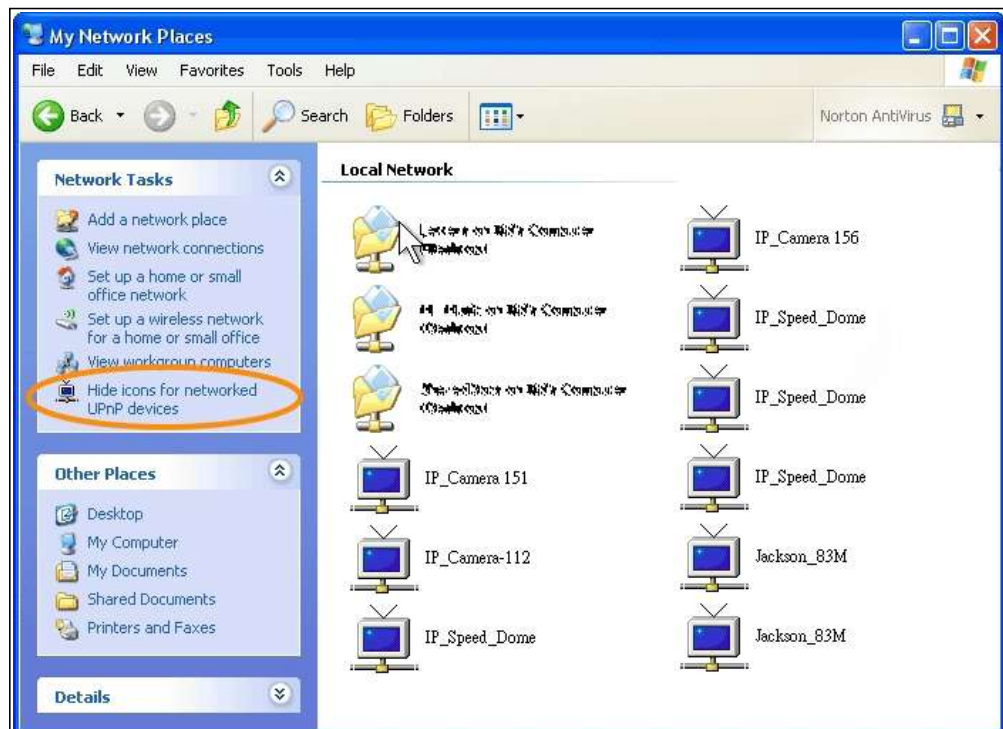 My Network Places
File Edit View Favorites Tools Help
Back Search Folders Norton AntiVirus
Network Tasks
Add a network place
View network connections
Set up a home or small
office network
Set up a wireless network
for a home or small office
View workgroup computers
Hide icons for networked
UPnP devices
Other Places
Desktop
My Computer
My Documents
Shared Documents
Printers and Faxes
Details
Local Network
IP_Camera 156
IP_Speed_Dome
IP_Speed_Dome
IP_Camera 151
IP_Speed_Dome
IP_Camera-112
Jackson_83M
IP_Speed_Dome
Jackson_83M